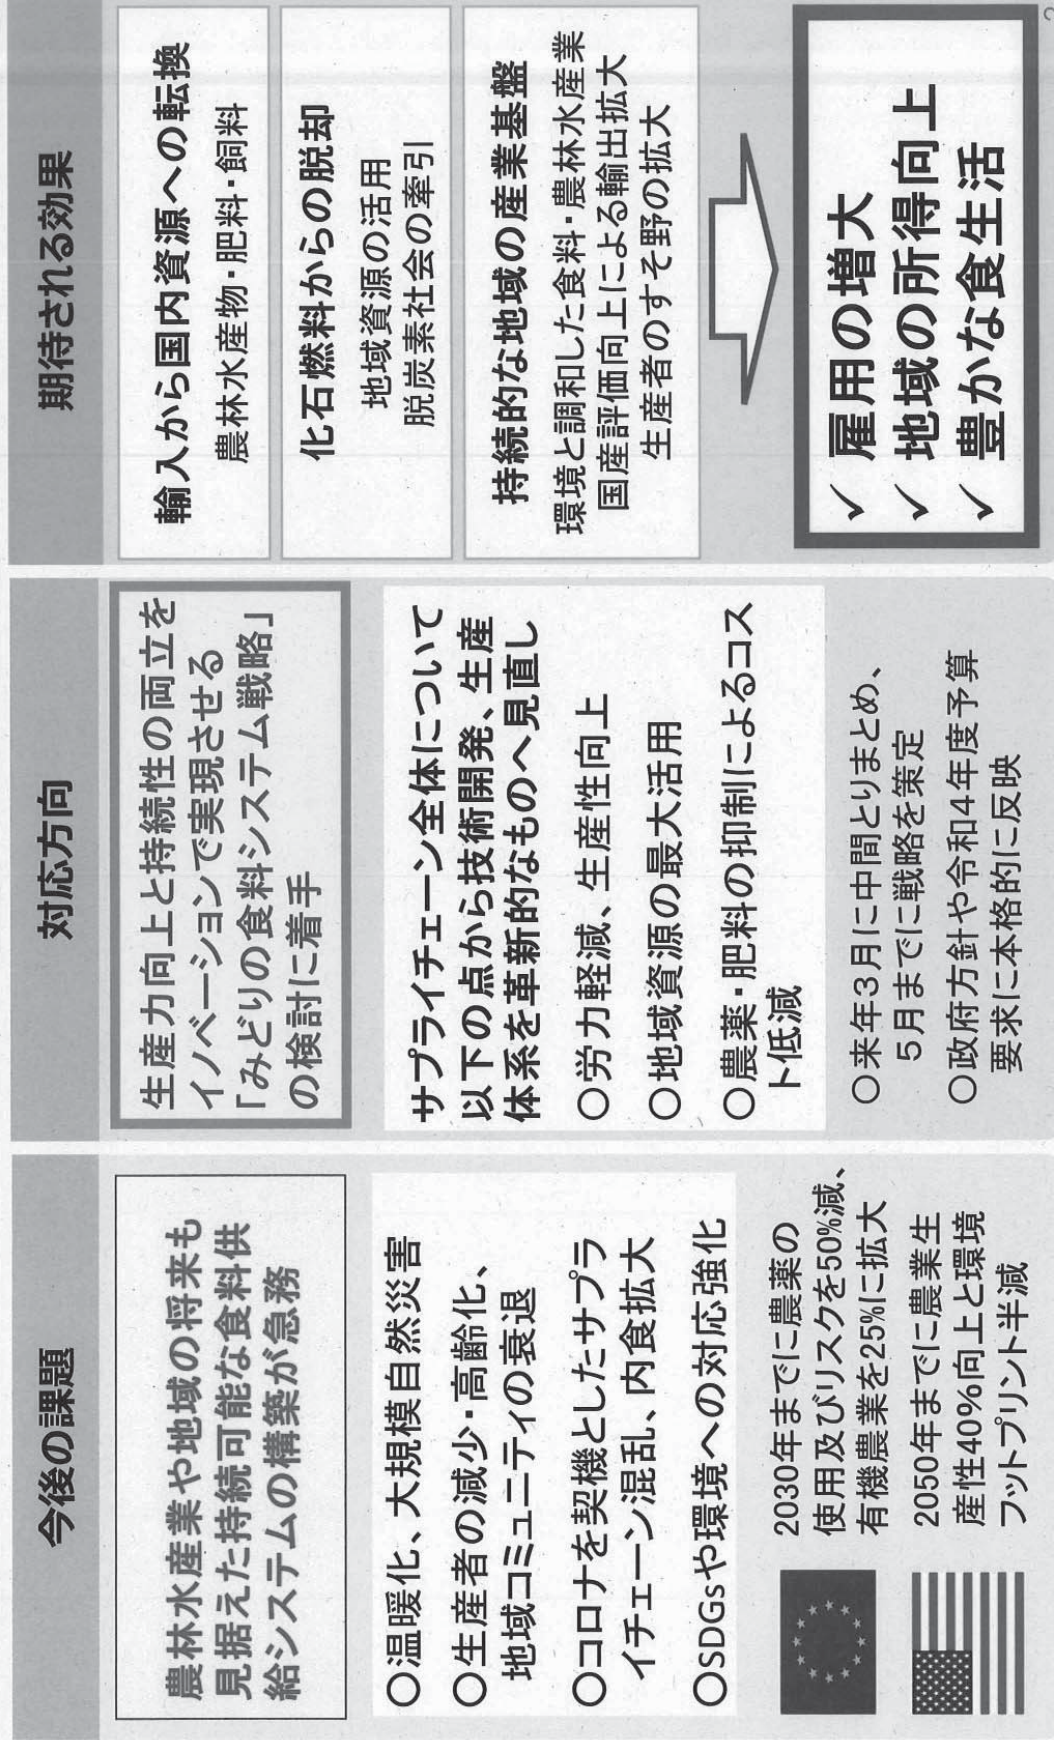 今後の課題
農林水産業や地域の将来も
見据えた持続可能な食料供
給システムの構築が急務
〇温暖化、大規模自然災害
〇生産者の減少・高齢化、
地域コミュニティの衰退
〇コロナを契機としたサプラ
イチェーン混乱、内食拡大
〇SDGsや環境への対応強化
2030年までに農薬の
使用及びリスクを50%減、
有機農業を25%に拡大
2050年までに農業生
産性40%向上と環境
フットプリント半減
対応方向
生産力向上と持続性の両立を
イノベーションで実現させる
「みどりの食料システム戦略」
の検討に着手
サプライチェーン全体について
以下の点から技術開発、生産
体系を革新的なものへ見直し
〇労力軽減、生産性向上
〇地域資源の最大活用
〇農薬・肥料の抑制によるコス
ト低減
〇来年3月に中間とりまとめ、
5月までに戦略を策定
〇政府方針や令和4年度予算
要求に本格的に反映
期待される効果
輸入から国内資源への転換
農林水産物・肥料・飼料
化石燃料からの脱却
地域資源の活用
脱炭素社会の牽引
持続的な地域の産業基盤
環境と調和した食料・農林水産業
国産評価向上による輸出拡大
生産者のすそ野の拡大
✓ 雇用の増大
✓ 地域の所得向上
✓ 豊かな食生活